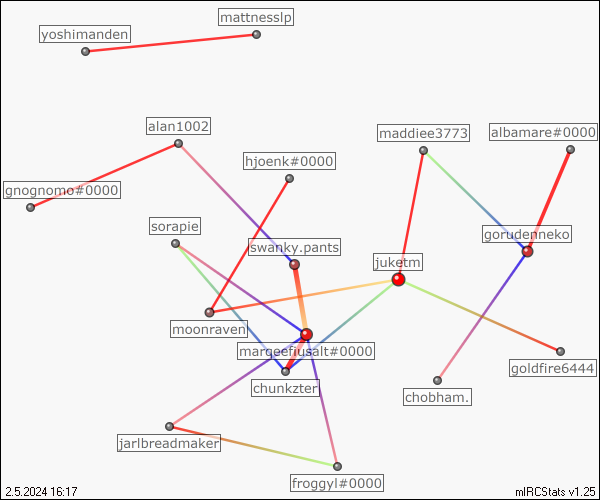 mattnesslp
yoshimanden
alan1002
maddiee3773
albamare#0000
hjoenk#0000
gnognomo#0000
sorapie
gorudenneko
swanky.pants
juketm
moonraven
margeefjusalt#0000
goldfire6444
chunkzter
chobham.
jarlbreadmaker
froggyl#0000
2.5.2024 16:17
mIRCStats v1.25